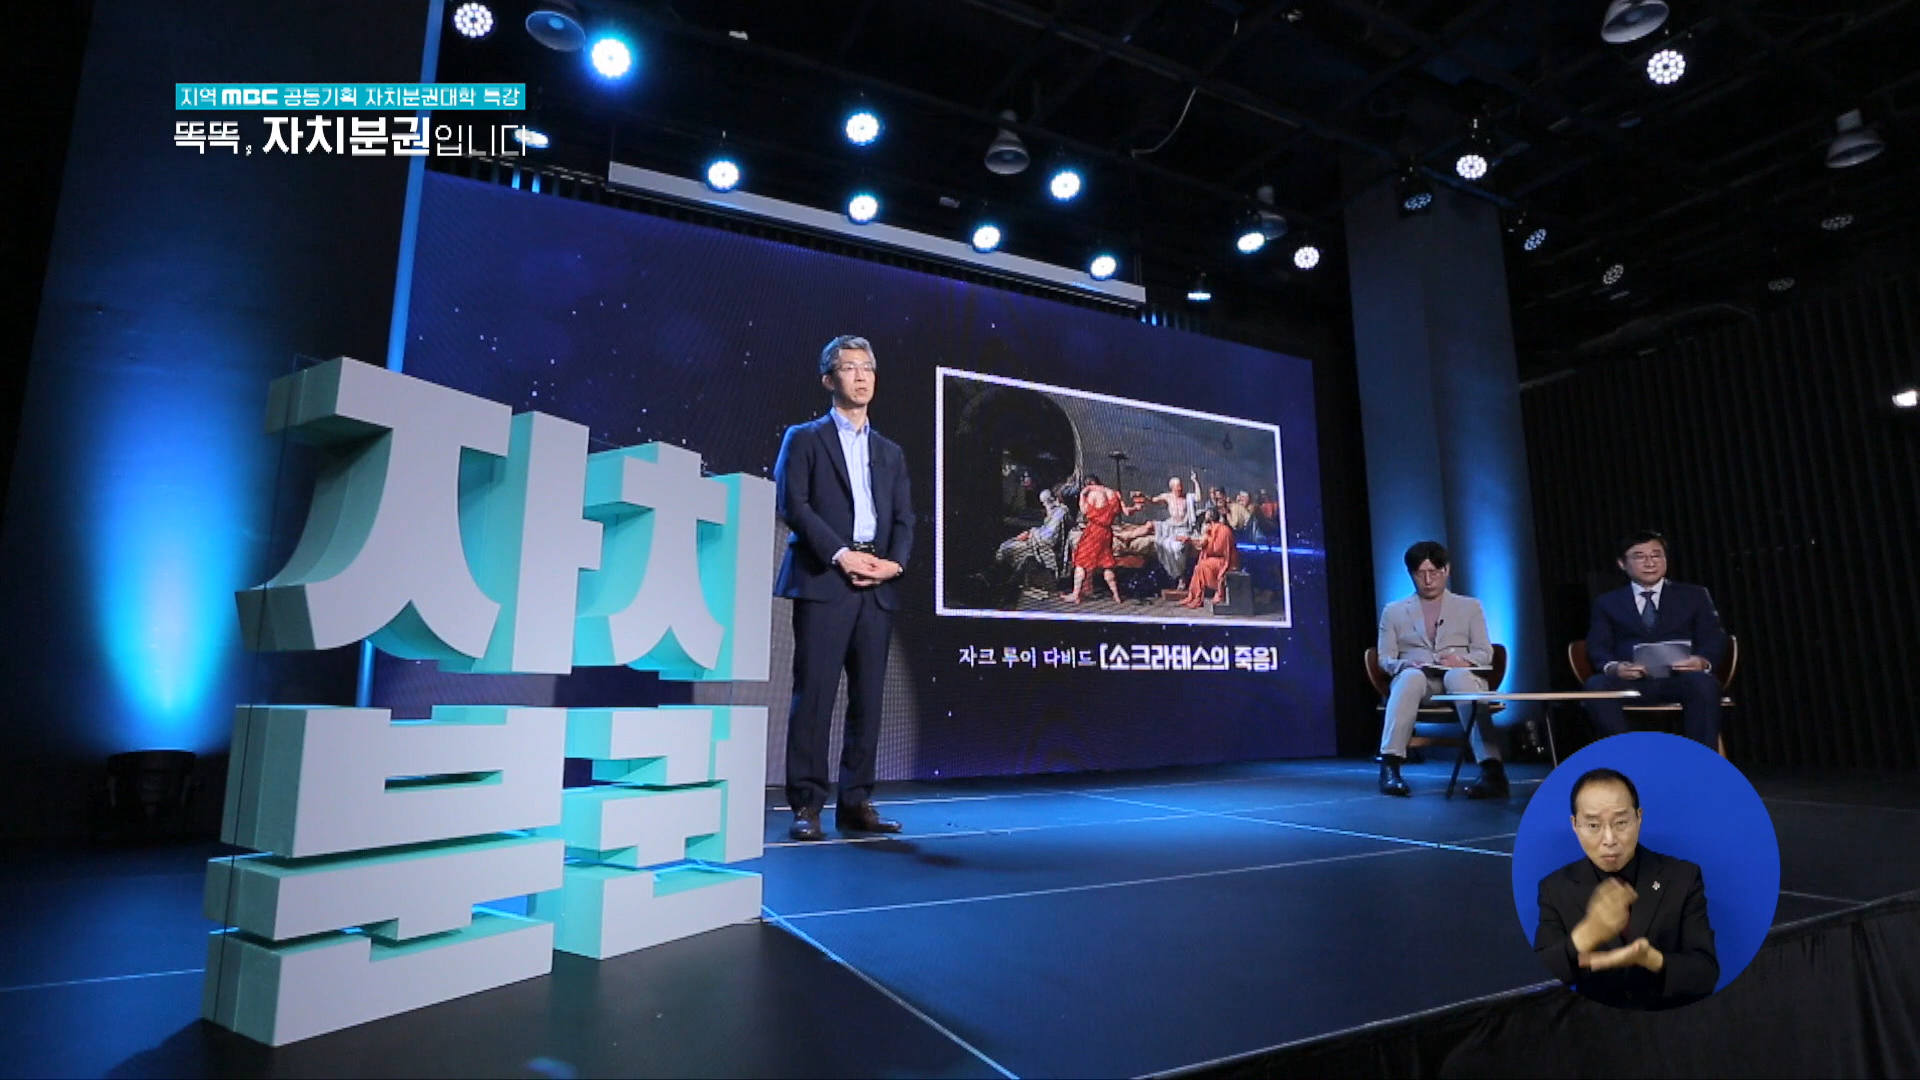 지역 MBC 공동기획 자치분권대학 특강
똑똑, 자치분권입니다
자치
분권
자크 루이 다비드 [소크라테스의 죽음]